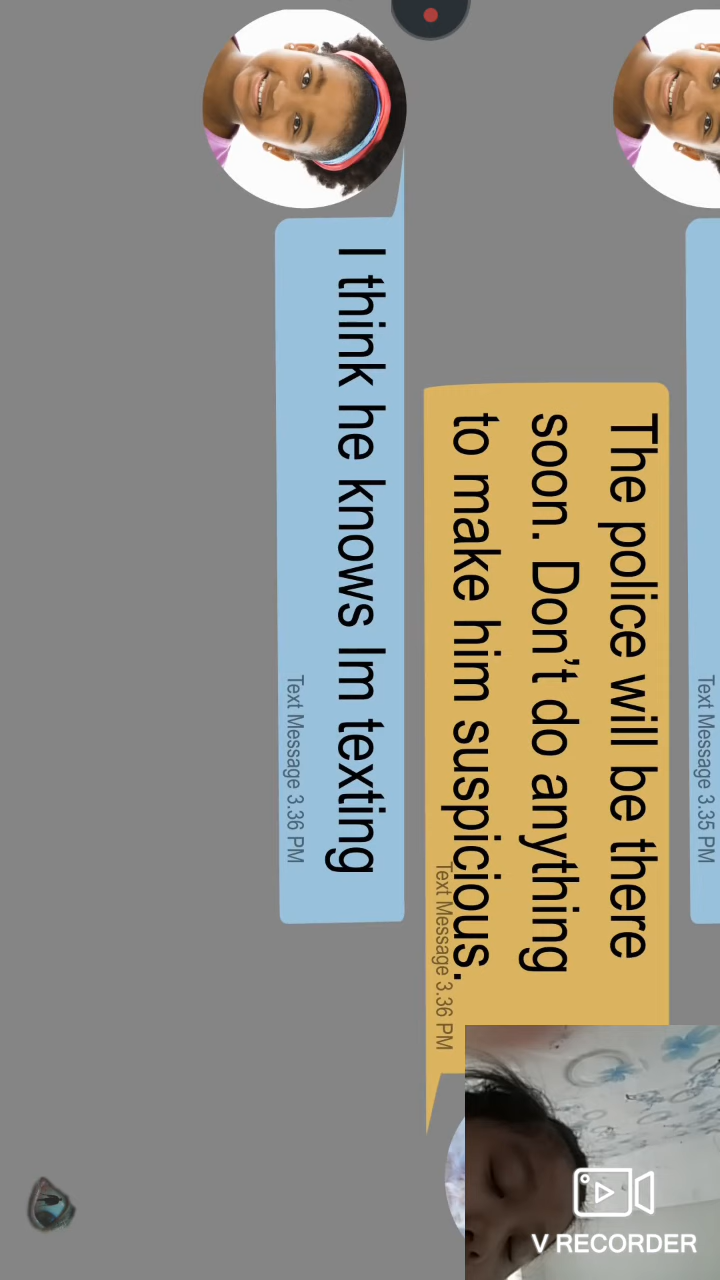 Text Message 3.35 PM
The police will be there
soon. Don't do anything
to make him suspicious.
Text Message 3.36 PM
I think he knows Im texting
Text Message 3.36 PM
V RECORDER